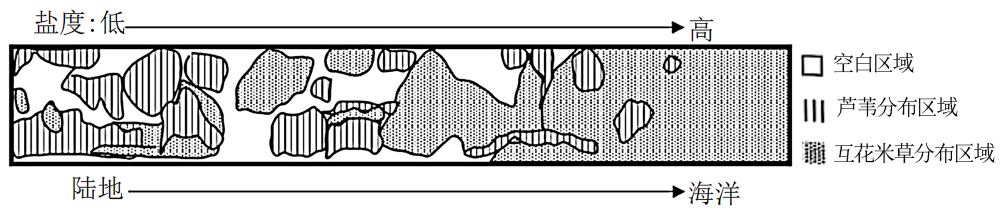 盐度:低 高
空白区域
芦苇分布区域
互花米草分布区域
陆地 海洋